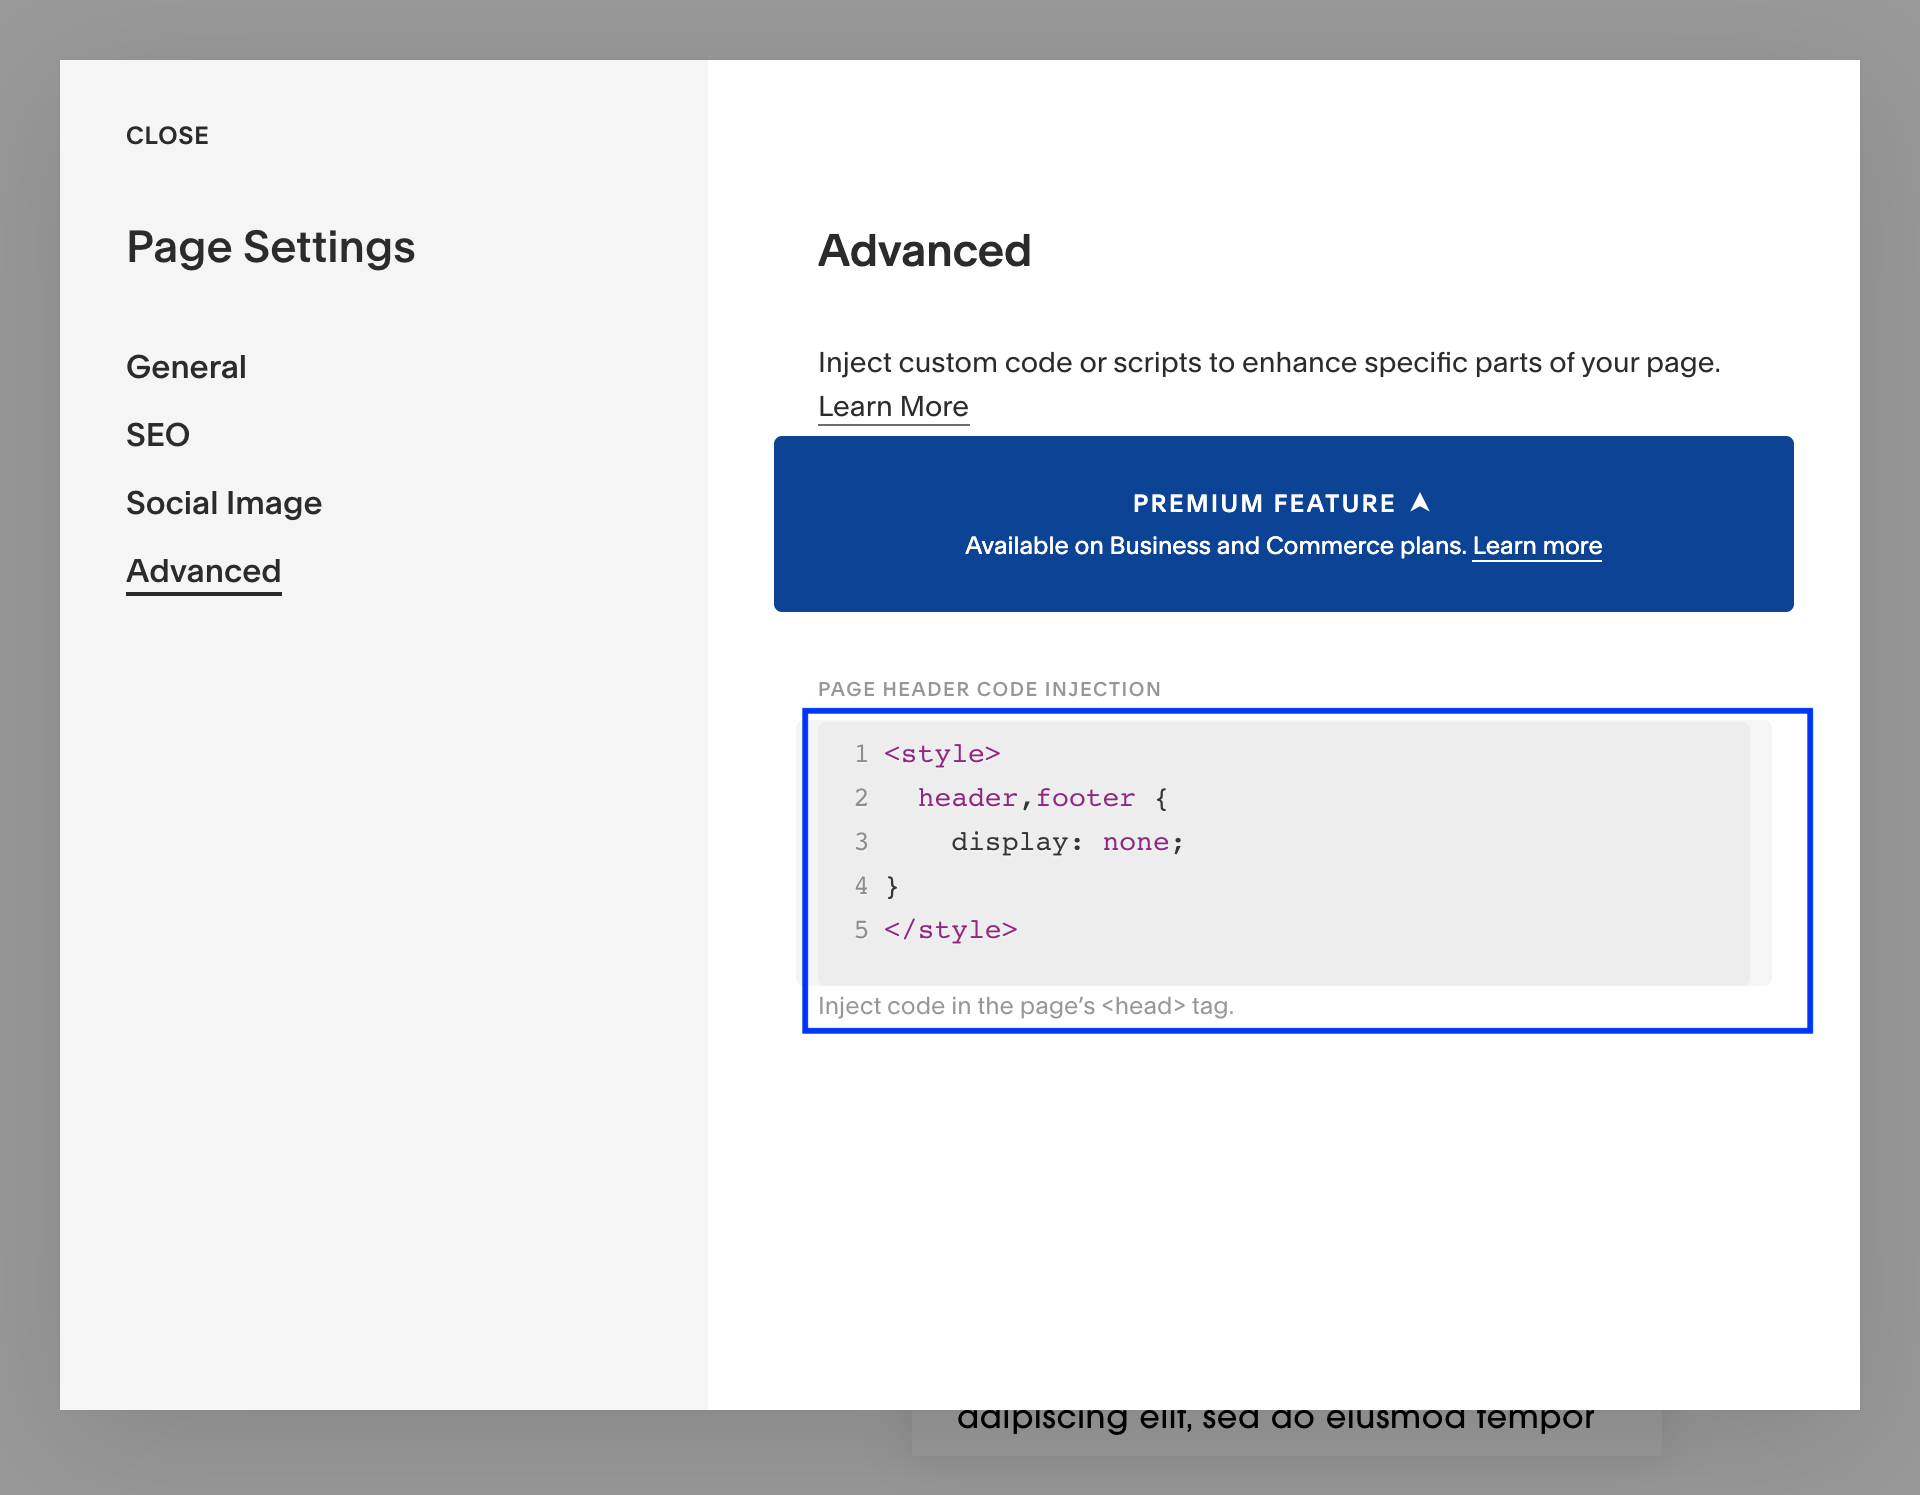 CLOSE
Page Settings
General
SEO
Social Image
Advanced
Advanced
Inject custom code or scripts to enhance specific parts of your page.
Learn More
PREMIUM FEATURE
Available on Business and Commerce plans. Learn more
PAGE HEADER CODE INJECTION
1 <style>
2   header,footer {
3     display: none;
4 }
5 </style>
Inject code in the page’s <head> tag.
adipiscing elit, sed do eiusmod tempor